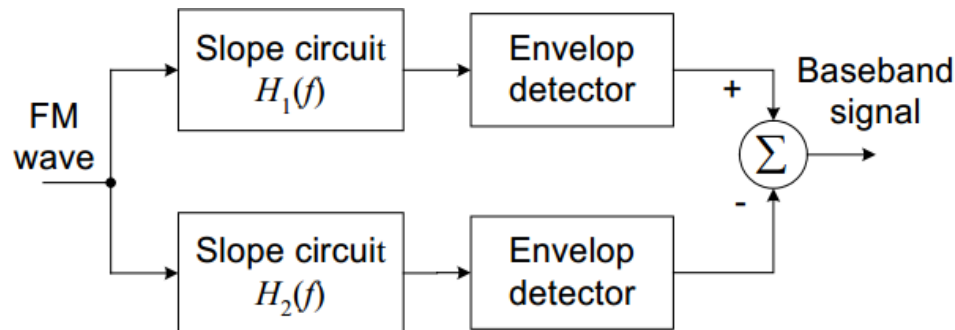 Slope circuit
H₁(f)
Envelop
detector
FM
wave
+
Baseband
signal
Σ
-
Slope circuit
H₂(f)
Envelop
detector